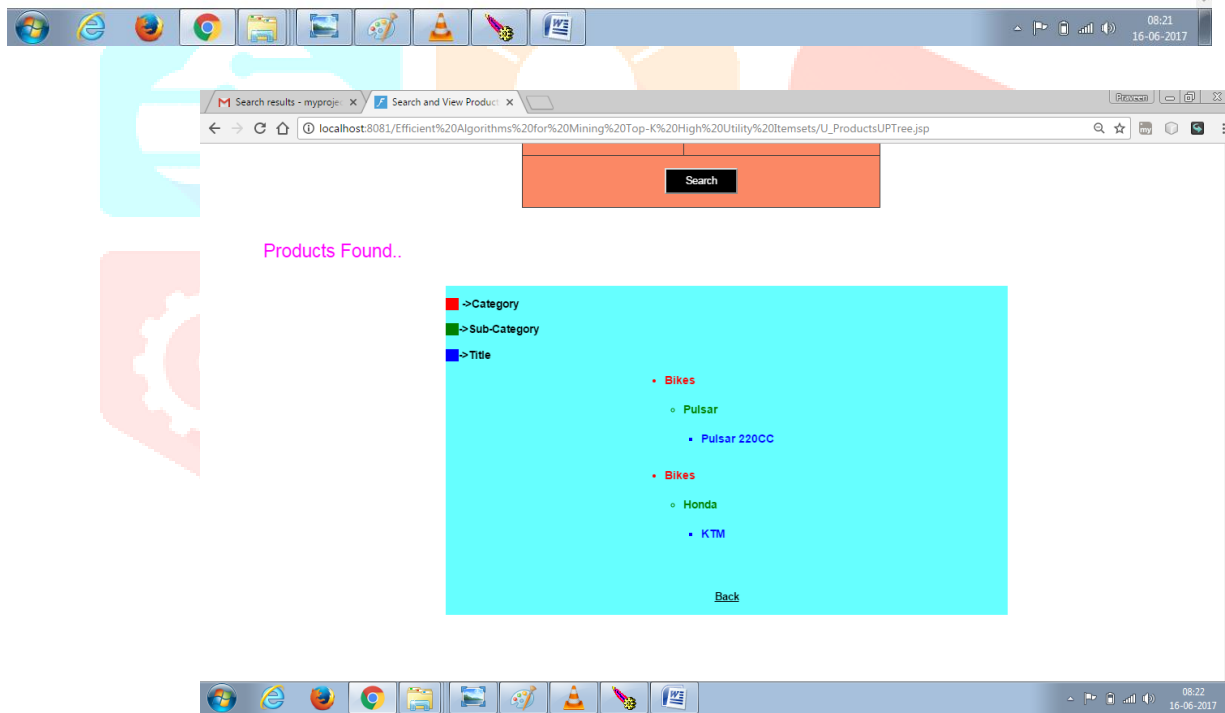 08:21
16-06-2017
Praveen
Search results - myproje
Search and View Product
localhost:8081/Efficient%20Algorithms%20for%20Mining%20Top-K%20High%20Utility%20Itemsets/U_ProductsUPTree.jsp
my
Search
Products Found..
->Category
->Sub-Category
->Title
Bikes
Pulsar
Pulsar 220CC
Bikes
Honda
KTM
Back
08:22
16-06-2017